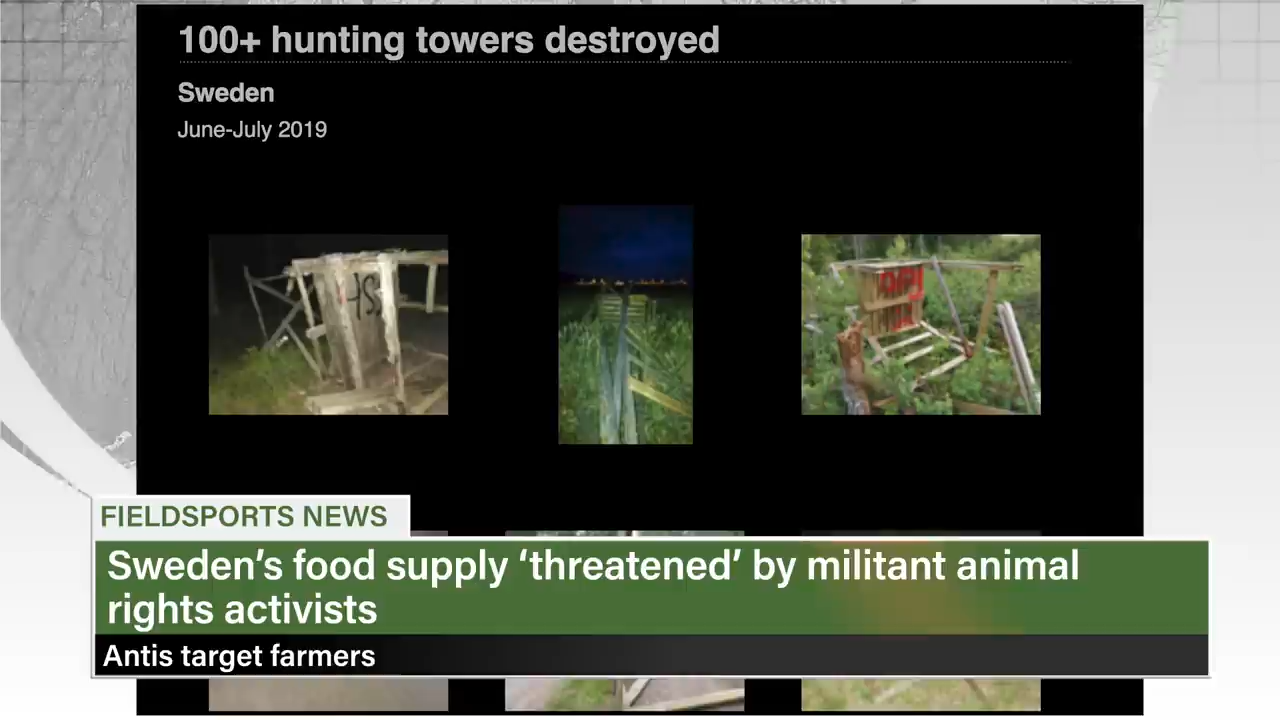 100+ hunting towers destroyed
Sweden
June-July 2019
FIELDSPORTS NEWS
Sweden's food supply ‘threatened’ by militant animal
rights activists
Antis target farmers